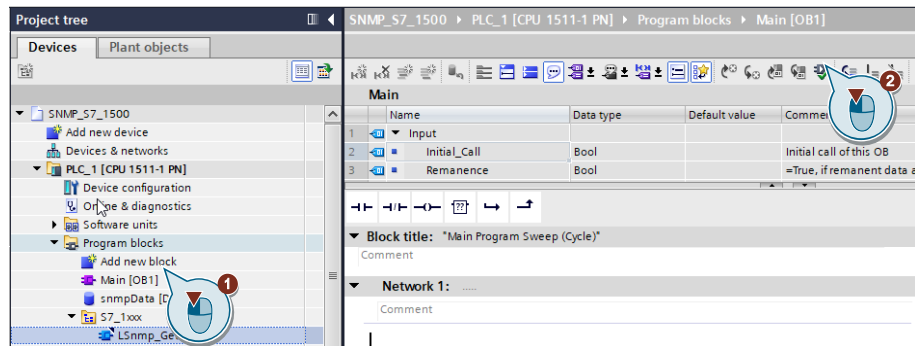 Project tree
Devices
Plant objects
SNMP_S7_1500
Add new device
Devices & networks
PLC_1 [CPU 1511-1 PN]
Device configuration
Online & diagnostics
Software units
Program blocks
Add new block
Main [OB1]
snmpData [D
S7_1xxx
LSnmp_Ge
1
SNMP_S7_1500 ▸ PLC_1 [CPU 1511-1 PN] ▸ Program blocks ▸ Main [OB1]
2
Main
Name Data type Default value Comme
1 Input
2 Initial_Call Bool Initial call of this OB
3 Remanence Bool =True, if remanent data a
??
Block title: "Main Program Sweep (Cycle)"
Comment
Network 1: .....
Comment